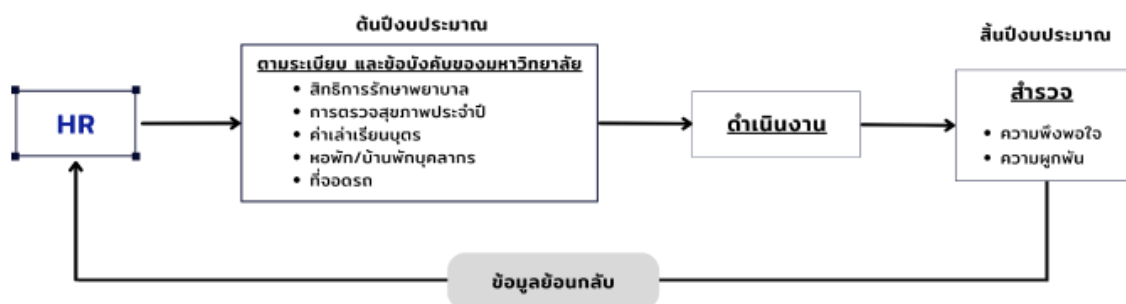 ต้นปีงบประมาณ
สิ้นปีงบประมาณ
HR
ตามระเบียบ และข้อบังคับของมหาวิทยาลัย
• สิทธิการรักษาพยาบาล
• การตรวจสุขภาพประจำปี
• ค่าเล่าเรียนบุตร
• หอพัก/บ้านพักบุคลากร
• ที่จอดรถ
ดำเนินงาน
สำรวจ
• ความพึงพอใจ
• ความผูกพัน
ข้อมูลย้อนกลับ